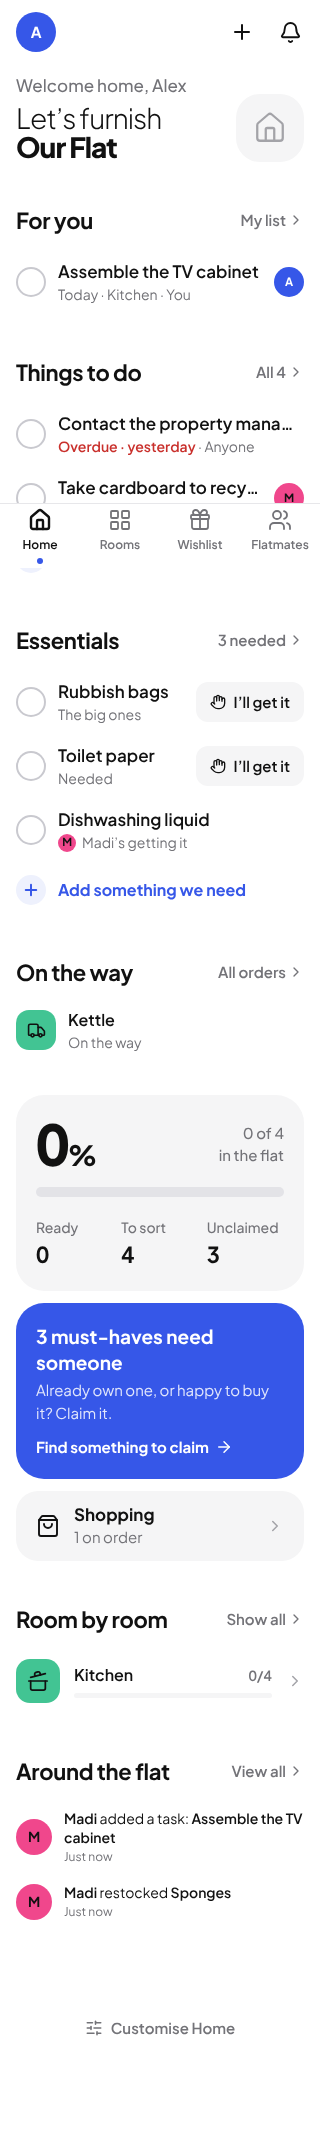 A
Welcome home, Alex
Let’s furnish
Our Flat
For you
My list
Assemble the TV cabinet
Today · Kitchen · You
A
Things to do
All 4
Contact the property mana…
Overdue · yesterday · Anyone
Take cardboard to recy…
M
Home
Rooms
Wishlist
Flatmates
Essentials
3 needed
Rubbish bags
The big ones
I’ll get it
Toilet paper
Needed
I’ll get it
Dishwashing liquid
M Madi’s getting it
Add something we need
On the way
All orders
Kettle
On the way
0%
0 of 4
in the flat
Ready
To sort
Unclaimed
0
4
3
3 must-haves need
someone
Already own one, or happy to buy
it? Claim it.
Find something to claim
Shopping
1 on order
Room by room
Show all
Kitchen
0/4
Around the flat
View all
M
Madi added a task: Assemble the TV
cabinet
Just now
M
Madi restocked Sponges
Just now
Customise Home